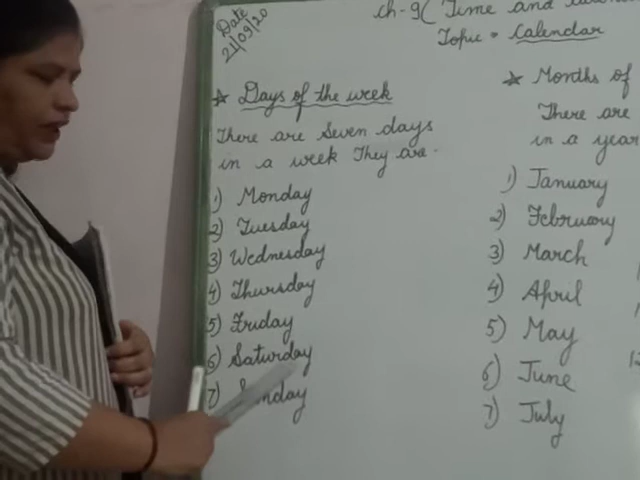 Date
21/09/20
ch-9( Time and
Topic = Calendar
* Days of the week
There are seven days
in a week They are.
1) Monday
2) Tuesday
3) Wednesday
4) Thursday
5) Friday
6) Saturday
7) Sunday
* Months of
There are
in a year
1) January
2) February
3) March
4) April
5) May
6) June
7) July